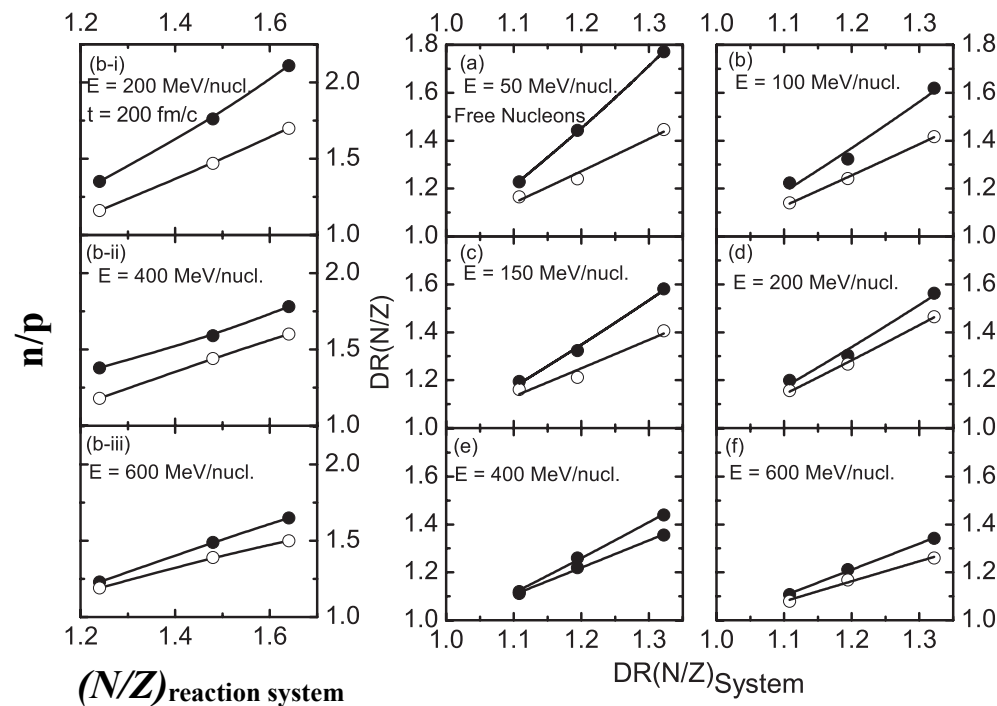 1.2 1.4 1.6
1.0 1.1 1.2 1.3
1.0 1.1 1.2 1.3
(b-i)
E = 200 MeV/nucl.
t = 200 fm/c
2.0
1.5
1.0
(b-ii)
E = 400 MeV/nucl.
2.0
1.5
1.0
(b-iii)
E = 600 MeV/nucl.
2.0
1.5
1.0
n/p
1.2 1.4 1.6
(N/Z)reaction system
DR(N/Z)
1.8
1.6
1.4
1.2
1.0
1.6
1.4
1.2
1.0
1.6
1.4
1.2
1.0
(a)
E = 50 MeV/nucl.
Free Nucleons
(b)
E = 100 MeV/nucl.
(c)
E = 150 MeV/nucl.
(d)
E = 200 MeV/nucl.
(e)
E = 400 MeV/nucl.
(f)
E = 600 MeV/nucl.
1.8
1.6
1.4
1.2
1.0
1.6
1.4
1.2
1.0
1.6
1.4
1.2
1.0
1.0 1.1 1.2 1.3
1.0 1.1 1.2 1.3
DR(N/Z)System